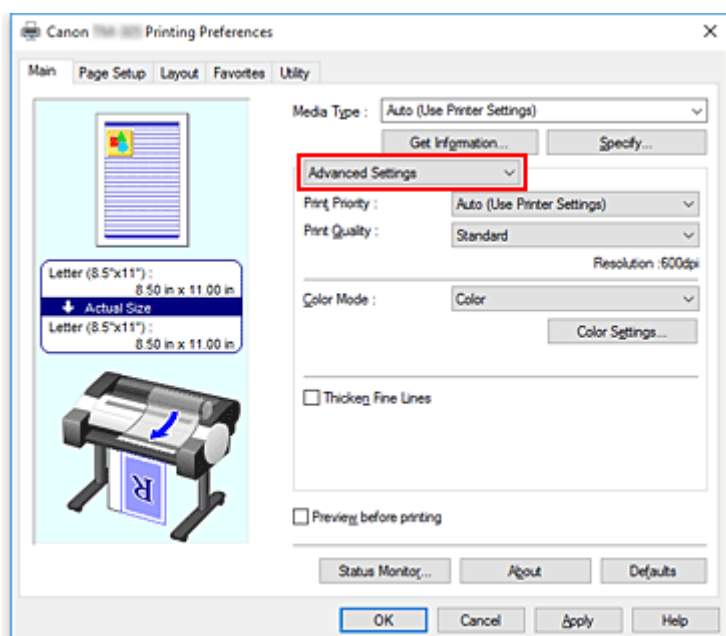 Canon Printing Preferences
Main Page Setup Layout Favorites Utility
Media Type : Auto (Use Printer Settings)
Get Information... Specify...
Advanced Settings
Print Priority : Auto (Use Printer Settings)
Print Quality : Standard
Resolution :600dpi
Letter (8.5"x11") :
8.50 in x 11.00 in
Actual Size
Letter (8.5"x11") :
8.50 in x 11.00 in
Color Mode : Color
Color Settings...
Thicken Fine Lines
R
Preview before printing
Status Monitor... About Defaults
OK Cancel Apply Help